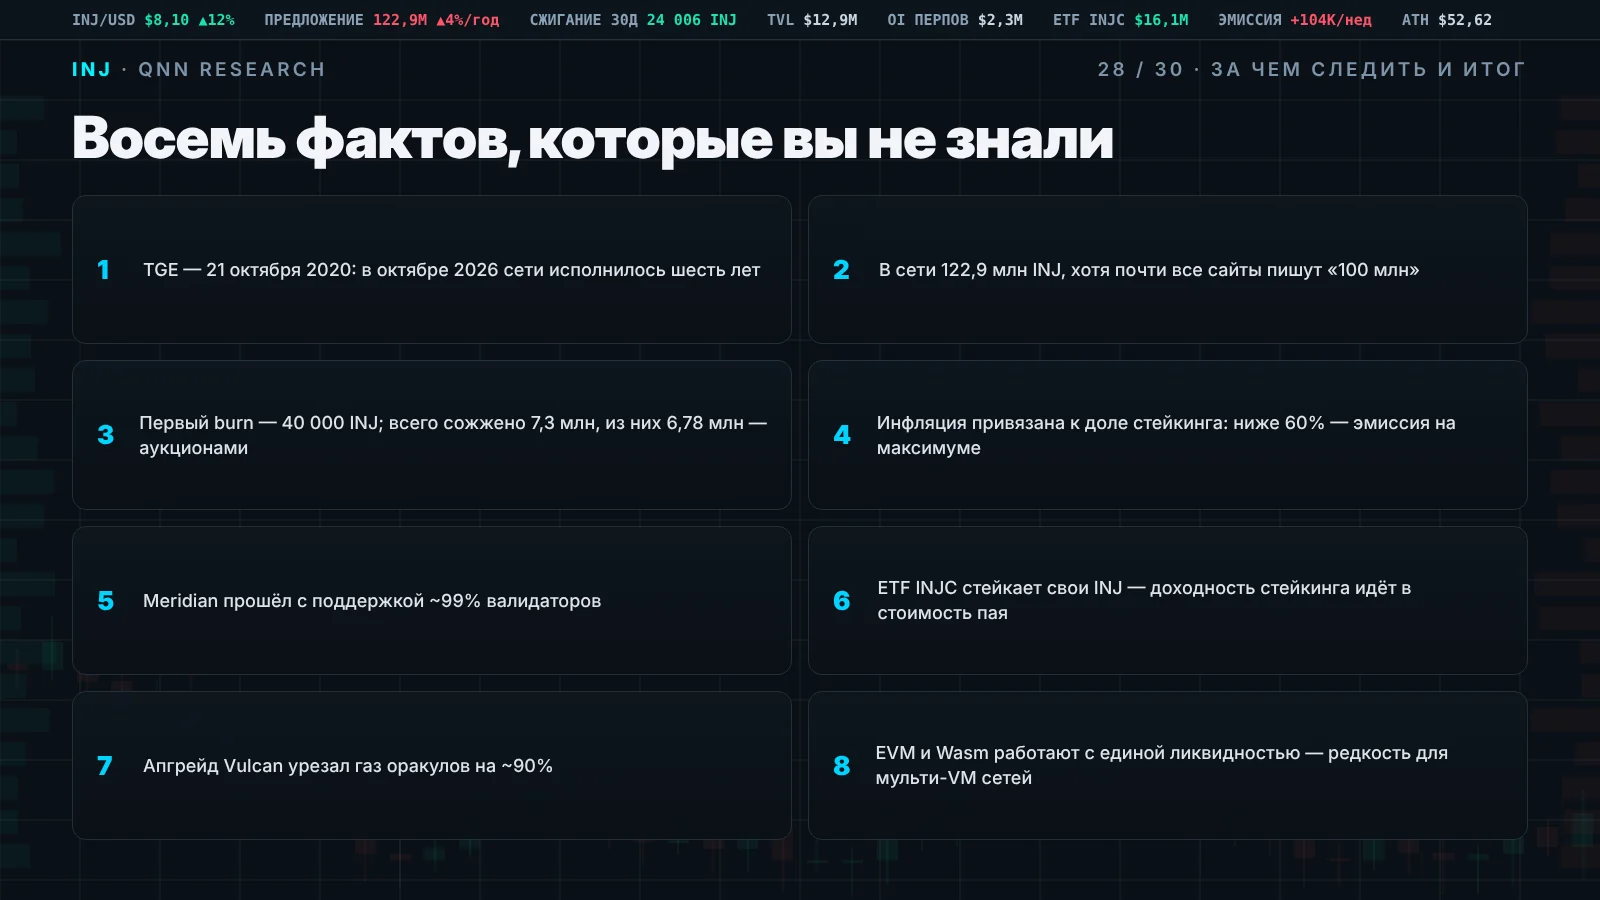 INJ/USD $8,10 ▲12% ПРЕДЛОЖЕНИЕ 122,9M ▲4%/год СЖИГАНИЕ 30Д 24 006 INJ TVL $12,9M OI ПЕРПОВ $2,3M ETF INJC $16,1M ЭМИССИЯ +104K/нед ATH $52,62
INJ · QNN RESEARCH
28 / 30 · ЗА ЧЕМ СЛЕДИТЬ И ИТОГ
Восемь фактов, которые вы не знали
1 TGE — 21 октября 2020: в октябре 2026 сети исполнилось шесть лет
2 В сети 122,9 млн INJ, хотя почти все сайты пишут «100 млн»
3 Первый burn — 40 000 INJ; всего сожжено 7,3 млн, из них 6,78 млн —
аукционами
4 Инфляция привязана к доле стейкинга: ниже 60% — эмиссия на
максимуме
5 Meridian прошёл с поддержкой ~99% валидаторов
6 ETF INJC стейкает свои INJ — доходность стейкинга идёт в
стоимость пая
7 Апгрейд Vulcan урезал газ оракулов на ~90%
8 EVM и Wasm работают с единой ликвидностью — редкость для
мульти-VM сетей